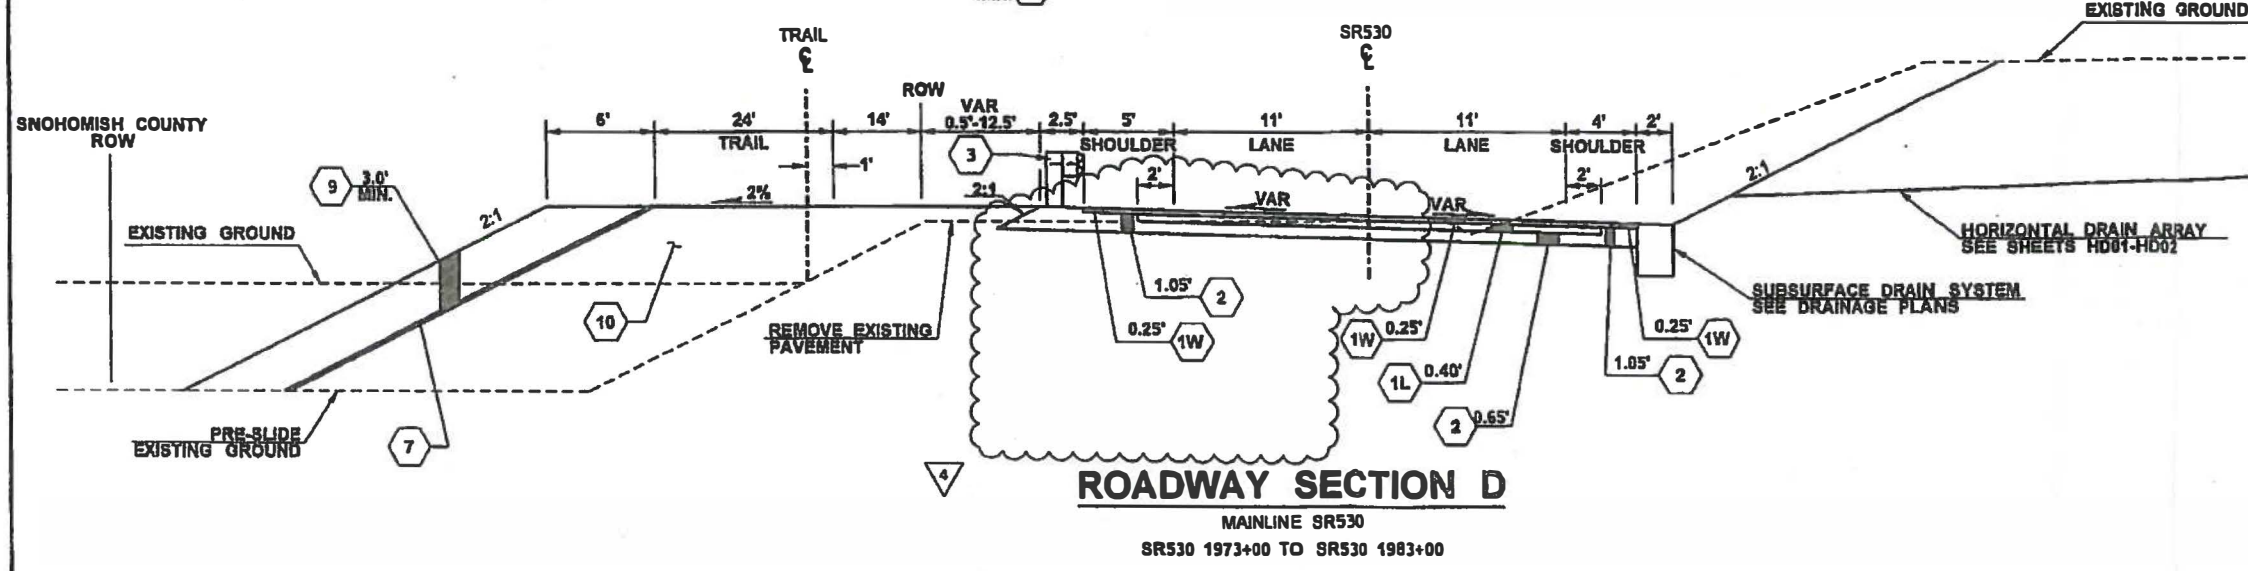 EXISTING GROUND
TRAIL
℄
SR530
℄
SNOHOMISH COUNTY
ROW
ROW
6'
24'
TRAIL
14'
VAR
0.5'-12.5'
2.5'
5'
SHOULDER
11'
LANE
11'
LANE
4'
SHOULDER
2'
1'
3
2'
2'
9
3.0'
MIN.
2%
2:1
2:1
VAR
VAR
2:1
EXISTING GROUND
HORIZONTAL DRAIN ARRAY
SEE SHEETS HD01-HD02
10
REMOVE EXISTING
PAVEMENT
1.05'
2
0.25'
1W
1W
0.25'
1L
0.40'
2
0.65'
SUBSURFACE DRAIN SYSTEM
SEE DRAINAGE PLANS
0.25'
1W
1.05'
2
PRE-SLIDE
EXISTING GROUND
7
4
ROADWAY SECTION D
MAINLINE SR530
SR530 1973+00 TO SR530 1983+00